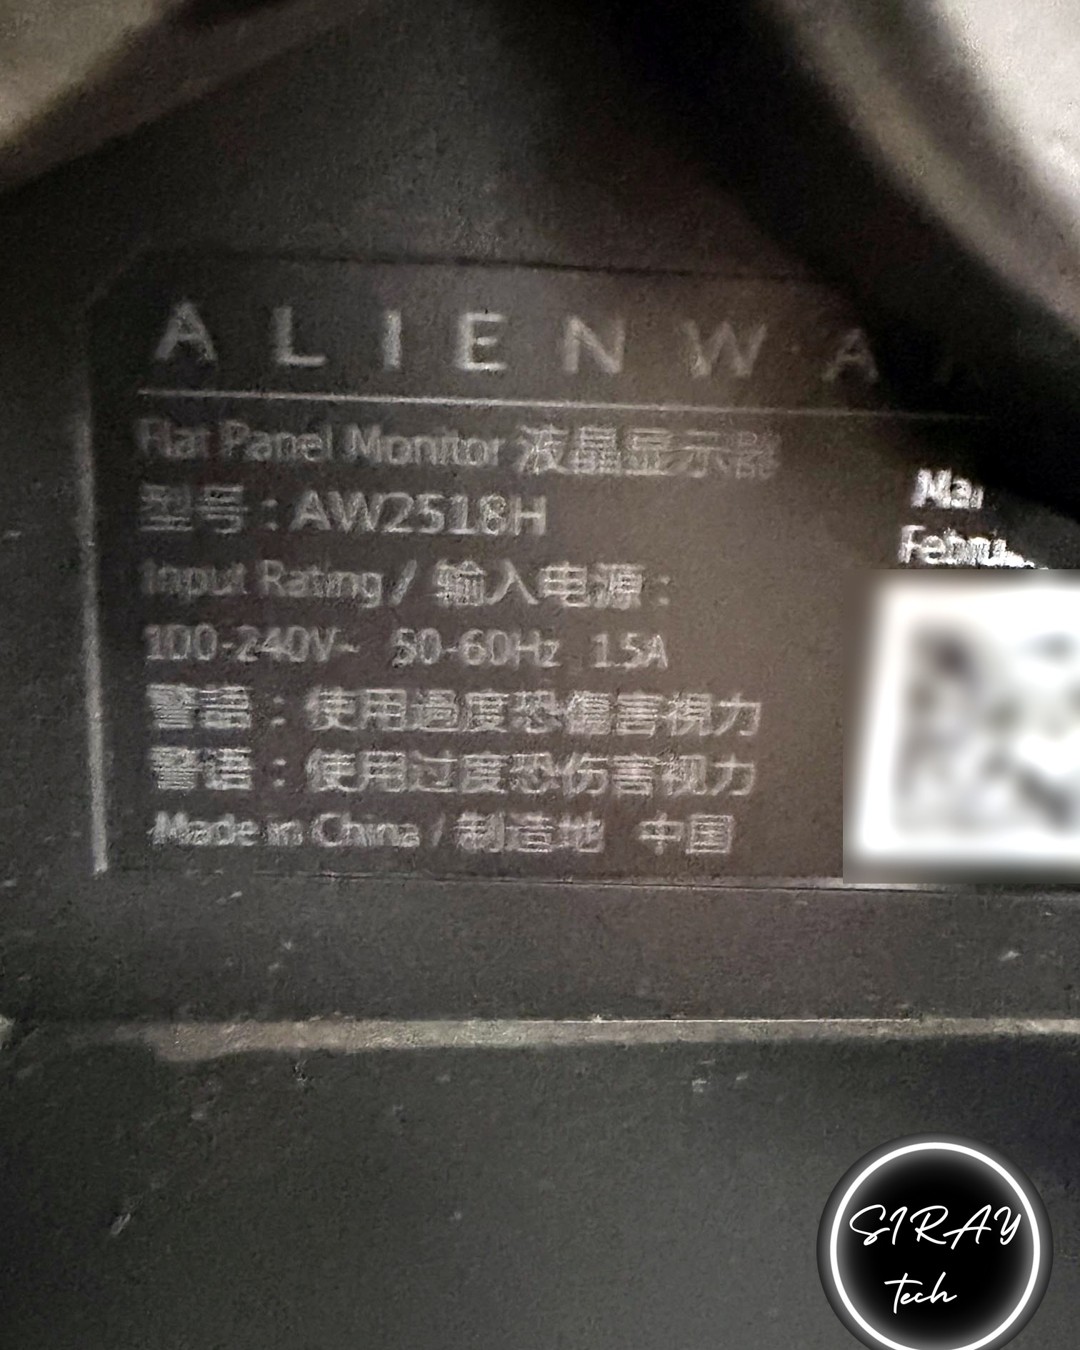 ALIENWA
Flat Panel Monitor 液晶显示器
型号 : AW2518H
Input Rating / 输入电源 :
100-240V~ 50-60Hz 1.5A
警語 : 使用過度恐傷害視力
警语 : 使用过度恐伤害视力
Made in China / 制造地 中国
SIRAY
tech